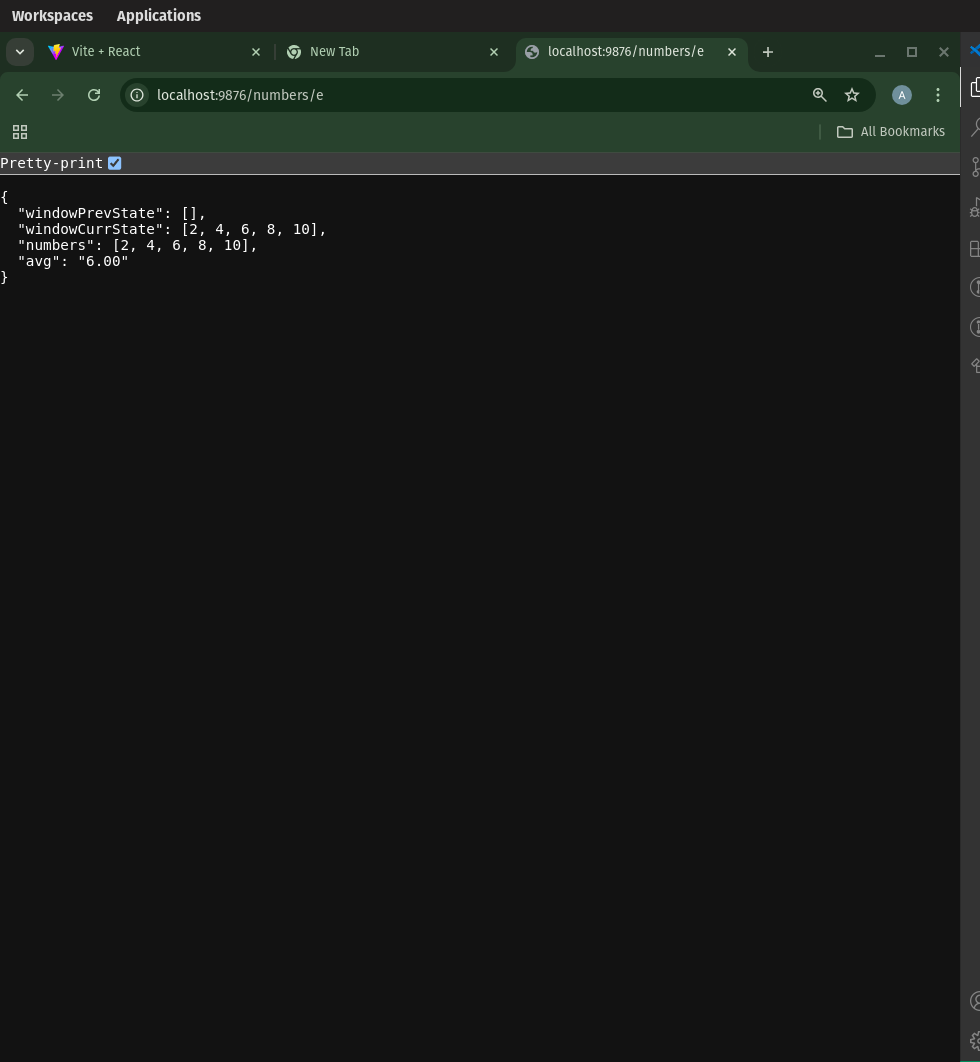 Workspaces Applications
Vite + React New Tab localhost:9876/numbers/e
localhost:9876/numbers/e A
All Bookmarks
Pretty-print
{
  "windowPrevState": [],
  "windowCurrState": [2, 4, 6, 8, 10],
  "numbers": [2, 4, 6, 8, 10],
  "avg": "6.00"
}